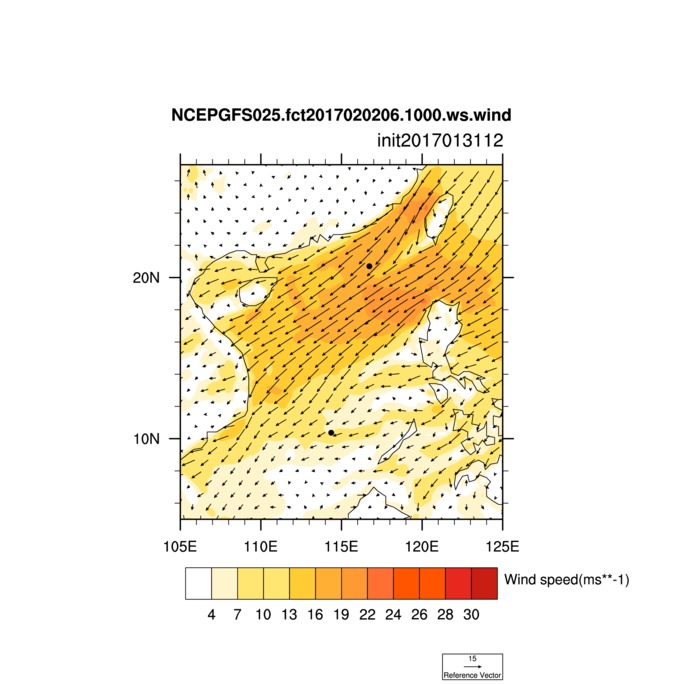 NCEPGFS025.fct2017020206.1000.ws.wind
init2017013112
20N
10N
105E 110E 115E 120E 125E
Wind speed(ms**-1)
4 7 10 13 16 19 22 24 26 28 30
15
Reference Vector